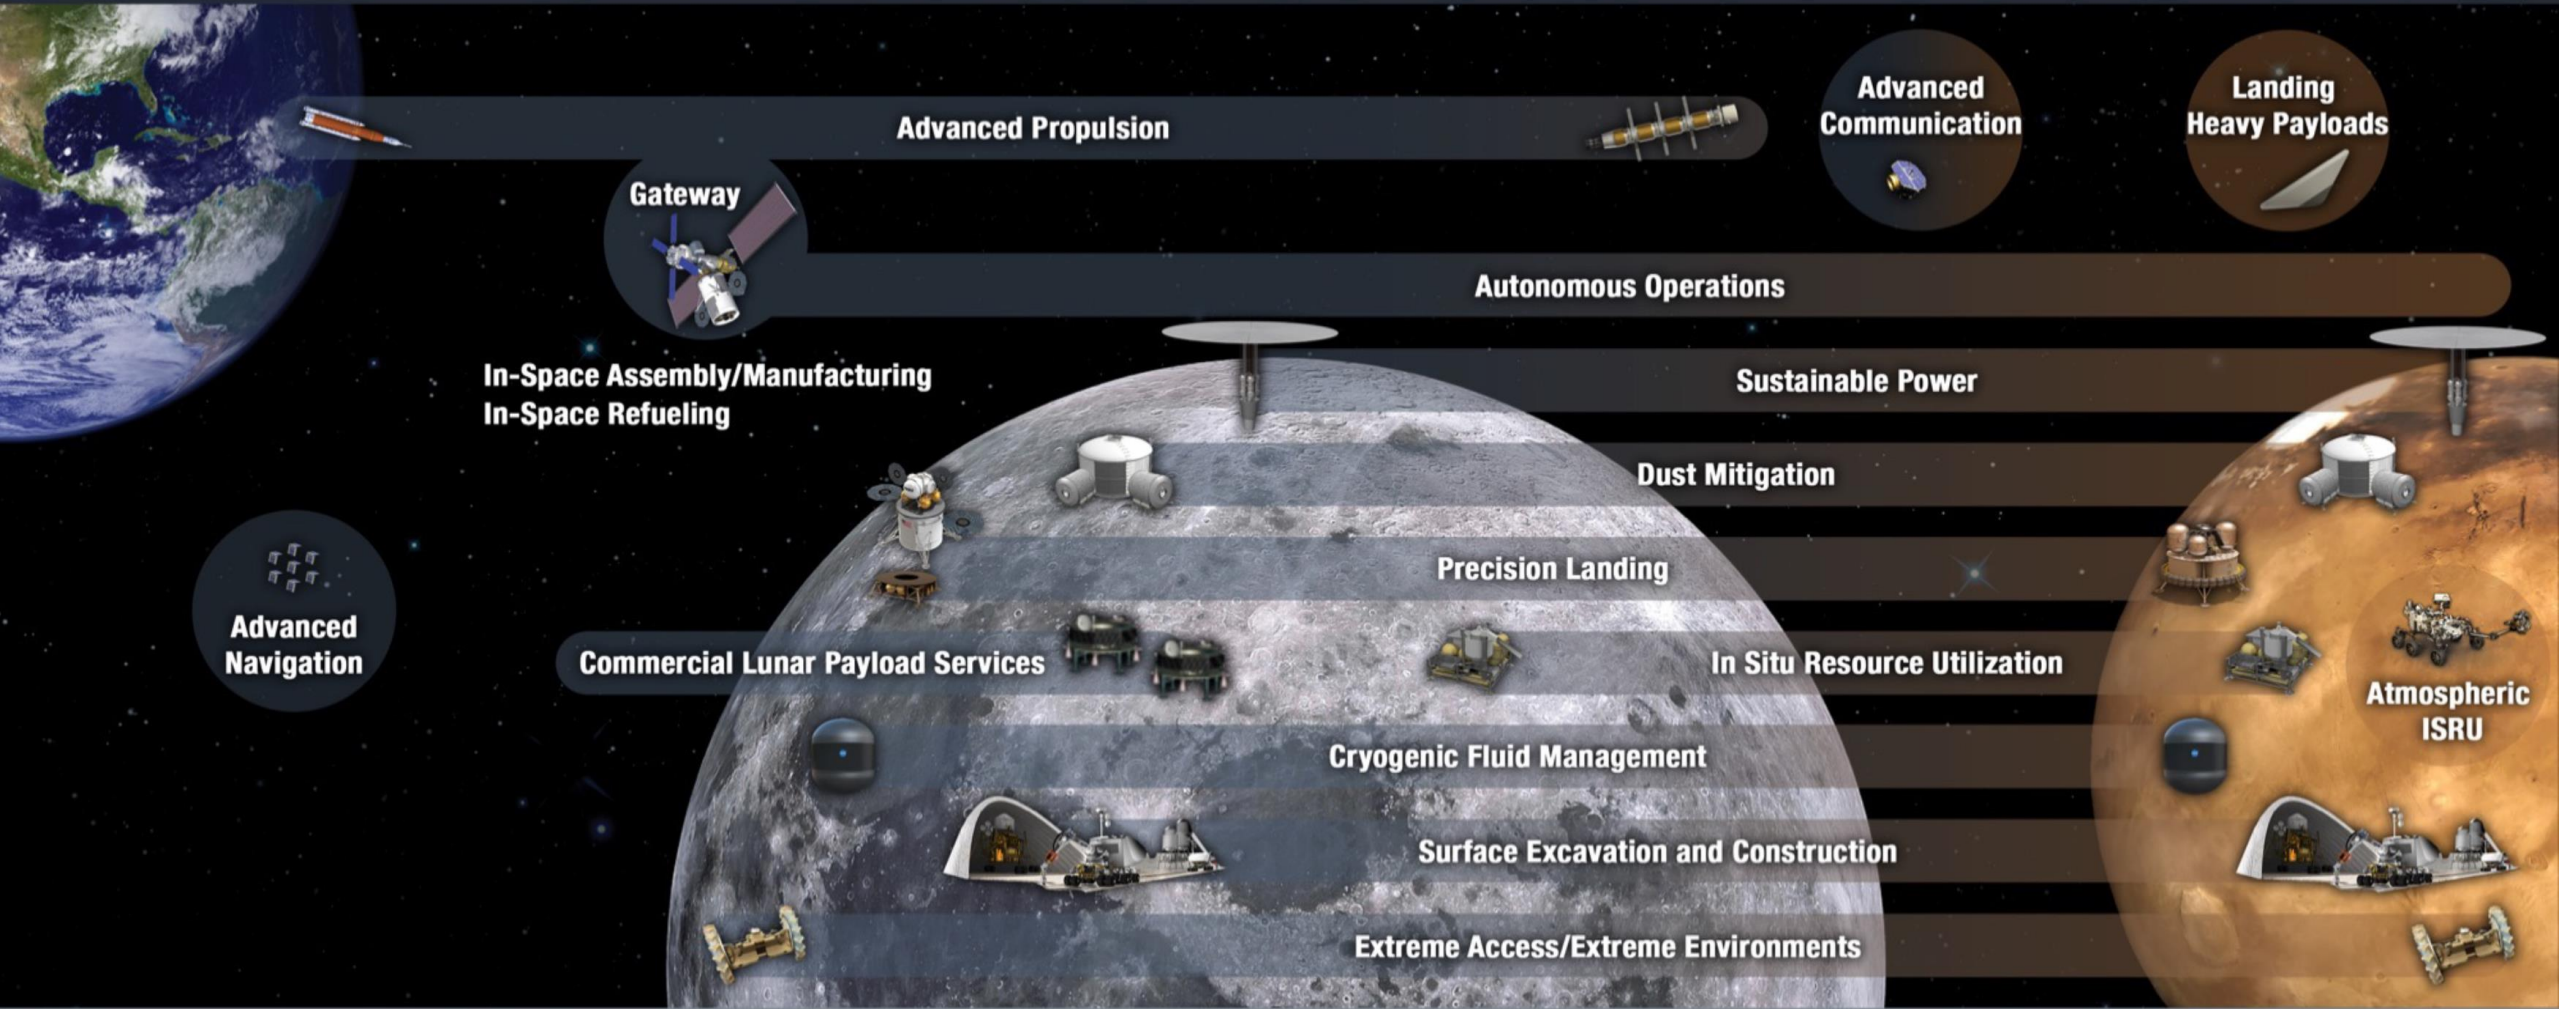 Advanced Propulsion
Advanced
Communication
Landing
Heavy Payloads
Gateway
Autonomous Operations
In-Space Assembly/Manufacturing
In-Space Refueling
Sustainable Power
Dust Mitigation
Precision Landing
Advanced
Navigation
Commercial Lunar Payload Services
In Situ Resource Utilization
Atmospheric
ISRU
Cryogenic Fluid Management
Surface Excavation and Construction
Extreme Access/Extreme Environments